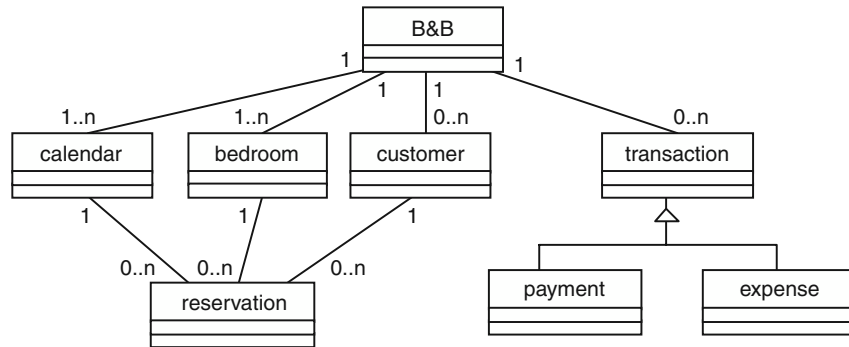 B&B
1 1 1 1
1..n 1..n 0..n 0..n
calendar bedroom customer transaction
1 1 1
0..n 0..n 0..n
reservation payment expense